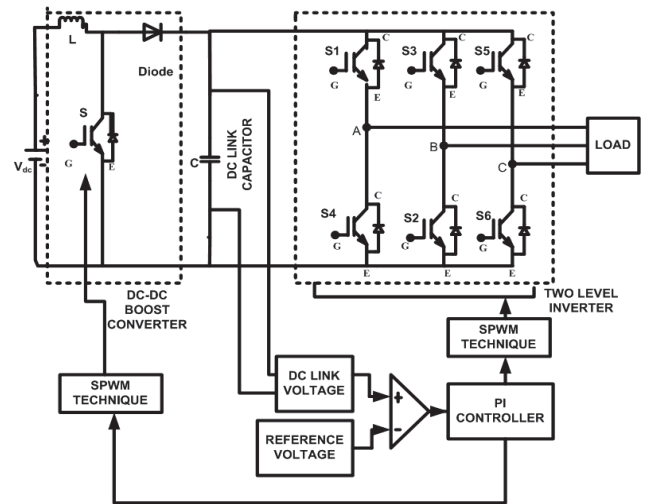 L
Diode
S
G
E
Vdc
+
-
C
DC LINK
CAPACITOR
S1
C
G
E
S3
C
G
E
S5
C
G
E
A
B
C
LOAD
S4
C
G
E
S2
C
G
E
S6
C
G
E
DC-DC
BOOST
CONVERTER
TWO LEVEL
INVERTER
SPWM
TECHNIQUE
SPWM
TECHNIQUE
DC LINK
VOLTAGE
REFERENCE
VOLTAGE
+
-
PI
CONTROLLER